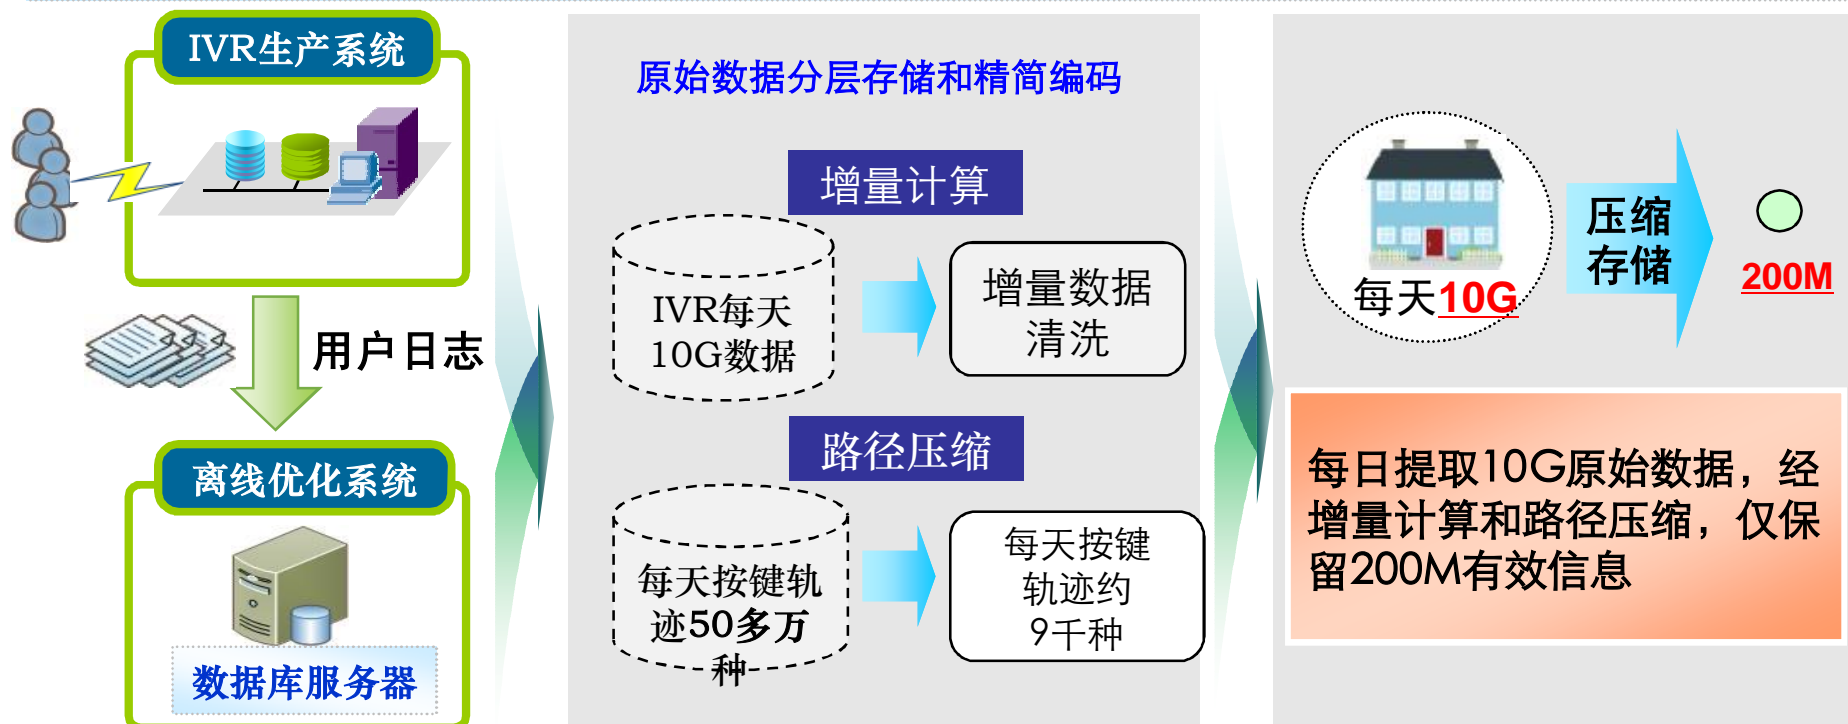 IVR生产系统
用户日志
离线优化系统
数据库服务器
原始数据分层存储和精简编码
增量计算
IVR每天
10G数据
增量数据
清洗
路径压缩
每天按键轨
迹50多万
种
每天按键
轨迹约
9千种
每天10G
压缩
存储
200M
每日提取10G原始数据，经
增量计算和路径压缩，仅保
留200M有效信息